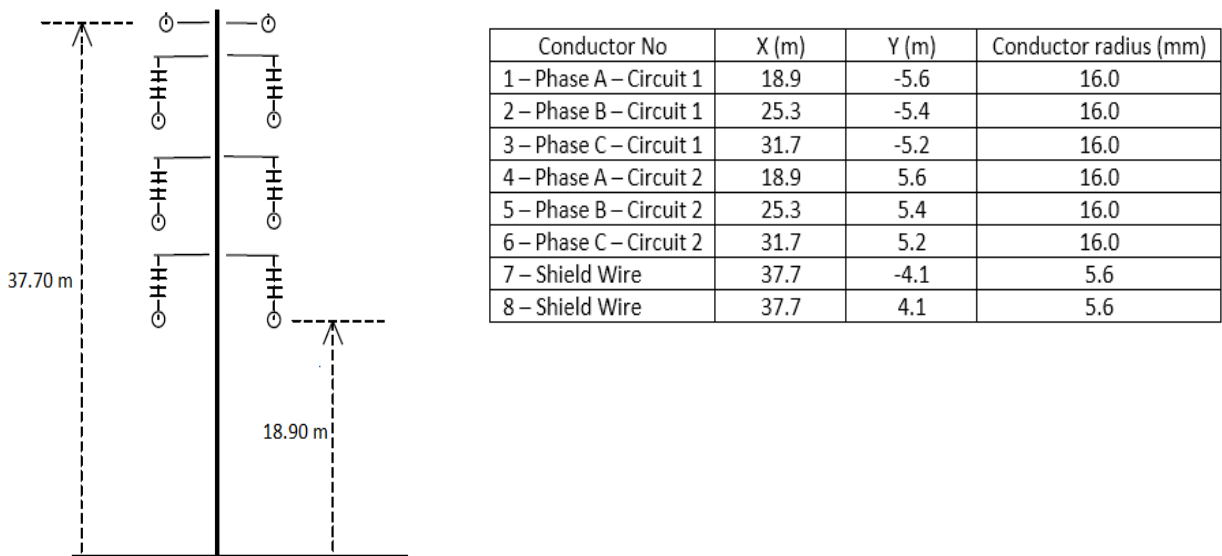 37.70 m
18.90 m
Conductor No X (m) Y (m) Conductor radius (mm)
1 – Phase A – Circuit 1 18.9 -5.6 16.0
2 – Phase B – Circuit 1 25.3 -5.4 16.0
3 – Phase C – Circuit 1 31.7 -5.2 16.0
4 – Phase A – Circuit 2 18.9 5.6 16.0
5 – Phase B – Circuit 2 25.3 5.4 16.0
6 – Phase C – Circuit 2 31.7 5.2 16.0
7 – Shield Wire 37.7 -4.1 5.6
8 – Shield Wire 37.7 4.1 5.6